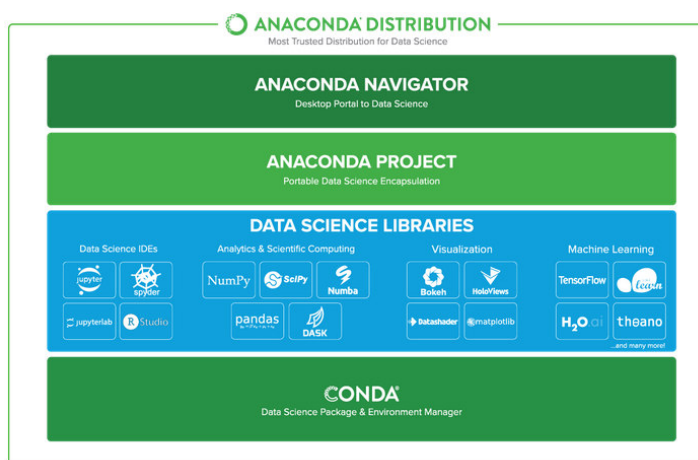 ANACONDA DISTRIBUTION
Most Trusted Distribution for Data Science
ANACONDA NAVIGATOR
Desktop Portal to Data Science
ANACONDA PROJECT
Portable Data Science Encapsulation
DATA SCIENCE LIBRARIES
Data Science IDEs
jupyter
spyder
jupyterlab
R Studio
Analytics & Scientific Computing
NumPy
SciPy
Numba
pandas
DASK
Visualization
Bokeh
HoloViews
Datashader
matplotlib
Machine Learning
TensorFlow
learn
H2O.ai
theano
...and many more!
CONDA
Data Science Package & Environment Manager